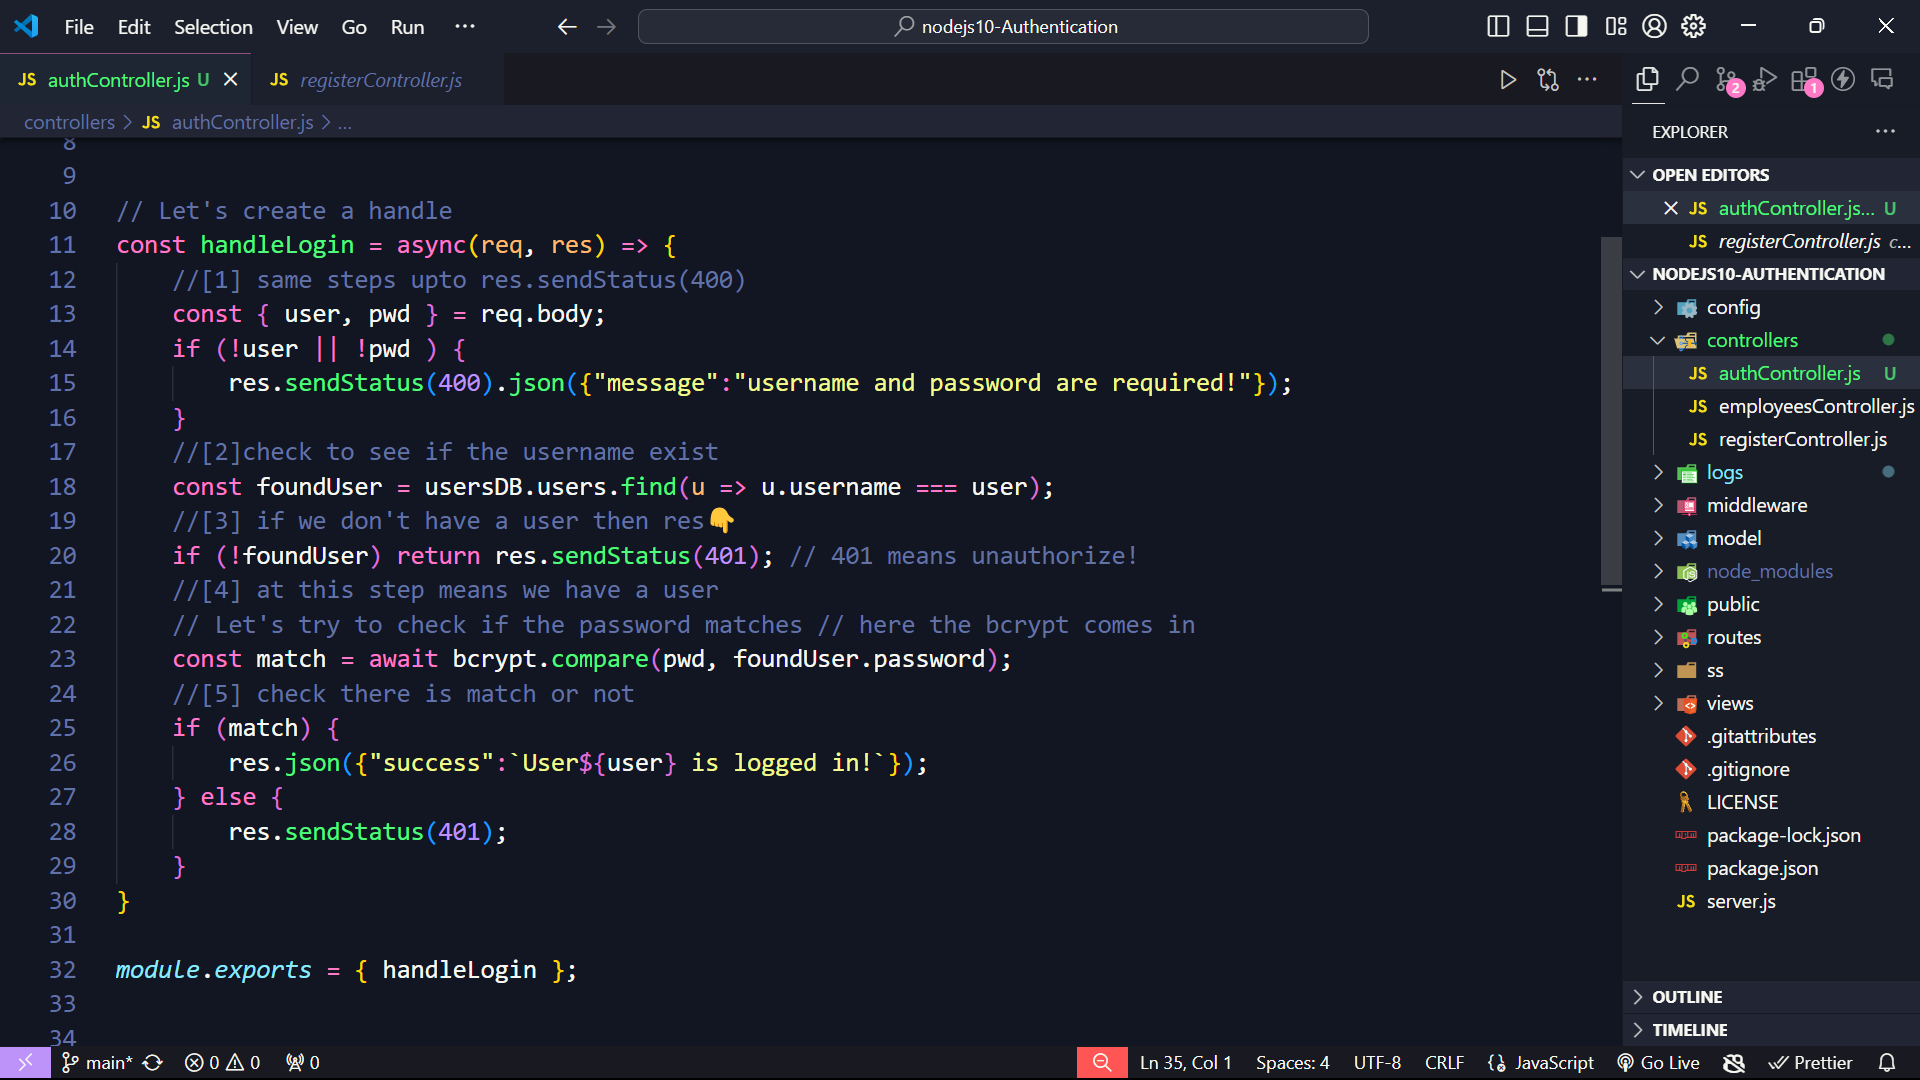 File Edit Selection View Go Run ··· nodejs10-Authentication
JS authController.js U JS registerController.js
2 1
controllers > JS authController.js > ...
EXPLORER ···
8
9
10 // Let's create a handle
11 const handleLogin = async(req, res) => {
12 //[1] same steps upto res.sendStatus(400)
13 const { user, pwd } = req.body;
14 if (!user || !pwd ) {
15 res.sendStatus(400).json({"message":"username and password are required!"});
16 }
17 //[2]check to see if the username exist
18 const foundUser = usersDB.users.find(u => u.username === user);
19 //[3] if we don't have a user then res👇
20 if (!foundUser) return res.sendStatus(401); // 401 means unauthorize!
21 //[4] at this step means we have a user
22 // Let's try to check if the password matches // here the bcrypt comes in
23 const match = await bcrypt.compare(pwd, foundUser.password);
24 //[5] check there is match or not
25 if (match) {
26 res.json({"success":`User${user} is logged in!`});
27 } else {
28 res.sendStatus(401);
29 }
30 }
31
32 module.exports = { handleLogin };
33
34
OPEN EDITORS
JS authController.js... U
JS registerController.js c...
NODEJS10-AUTHENTICATION
config
controllers
JS authController.js U
JS employeesController.js
JS registerController.js
logs
middleware
model
node_modules
public
routes
ss
views
.gitattributes
.gitignore
LICENSE
package-lock.json
package.json
JS server.js
OUTLINE
TIMELINE
main* 0 0 0 Ln 35, Col 1 Spaces: 4 UTF-8 CRLF {} JavaScript Go Live Prettier